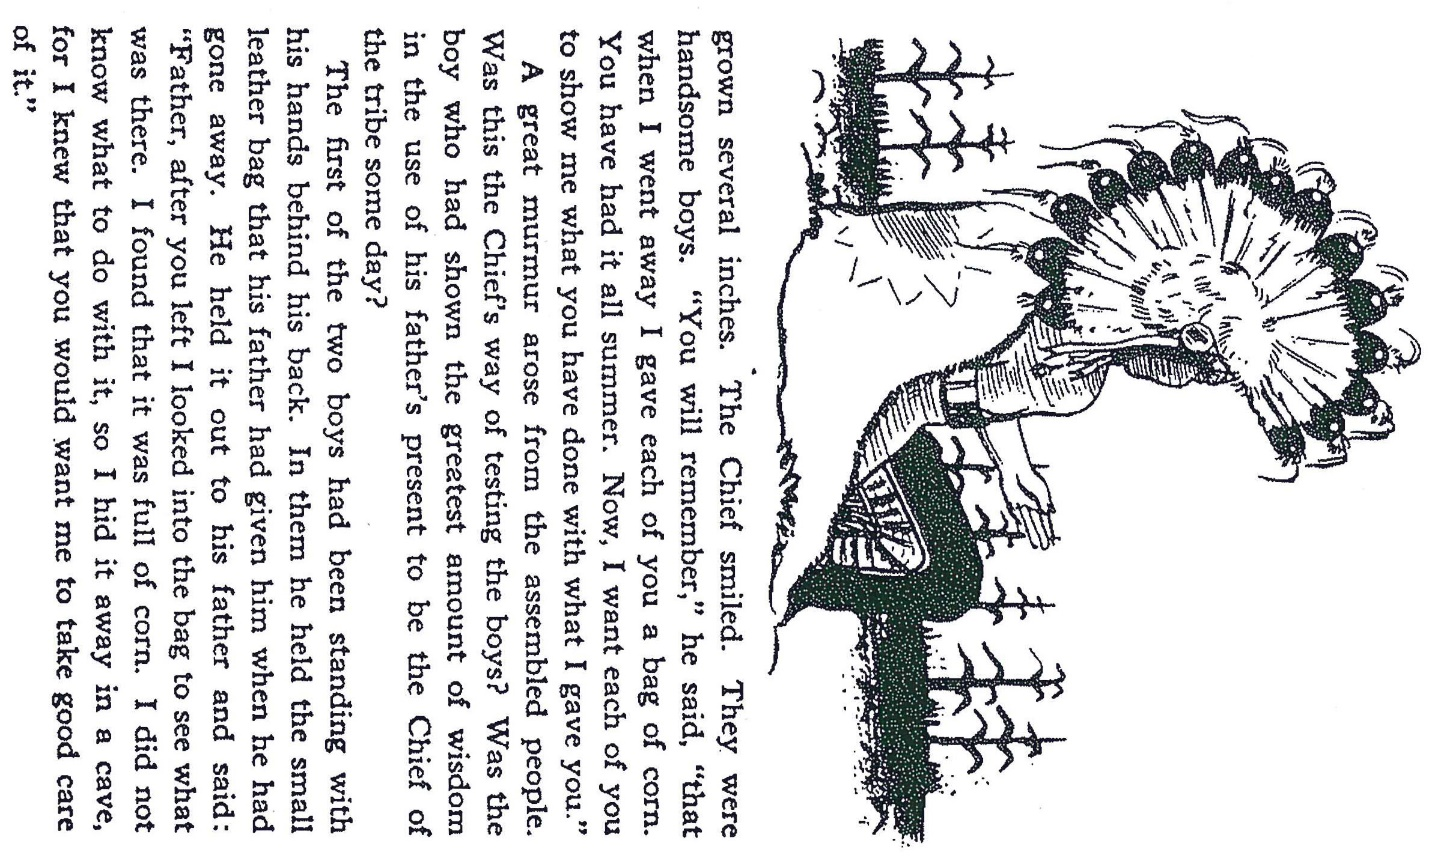 grown several inches. The Chief smiled. They were
handsome boys. “You will remember,” he said, “that
when I went away I gave each of you a bag of corn.
You have had it all summer. Now, I want each of you
to show me what you have done with what I gave you.”
A great murmur arose from the assembled people.
Was this the Chief's way of testing the boys? Was the
boy who had shown the greatest amount of wisdom
in the use of his father's present to be the Chief of
the tribe some day?
The first of the two boys had been standing with
his hands behind his back. In them he held the small
leather bag that his father had given him when he had
gone away. He held it out to his father and said:
“Father, after you left I looked into the bag to see what
was there. I found that it was full of corn. I did not
know what to do with it, so I hid it away in a cave,
for I knew that you would want me to take good care
of it.”